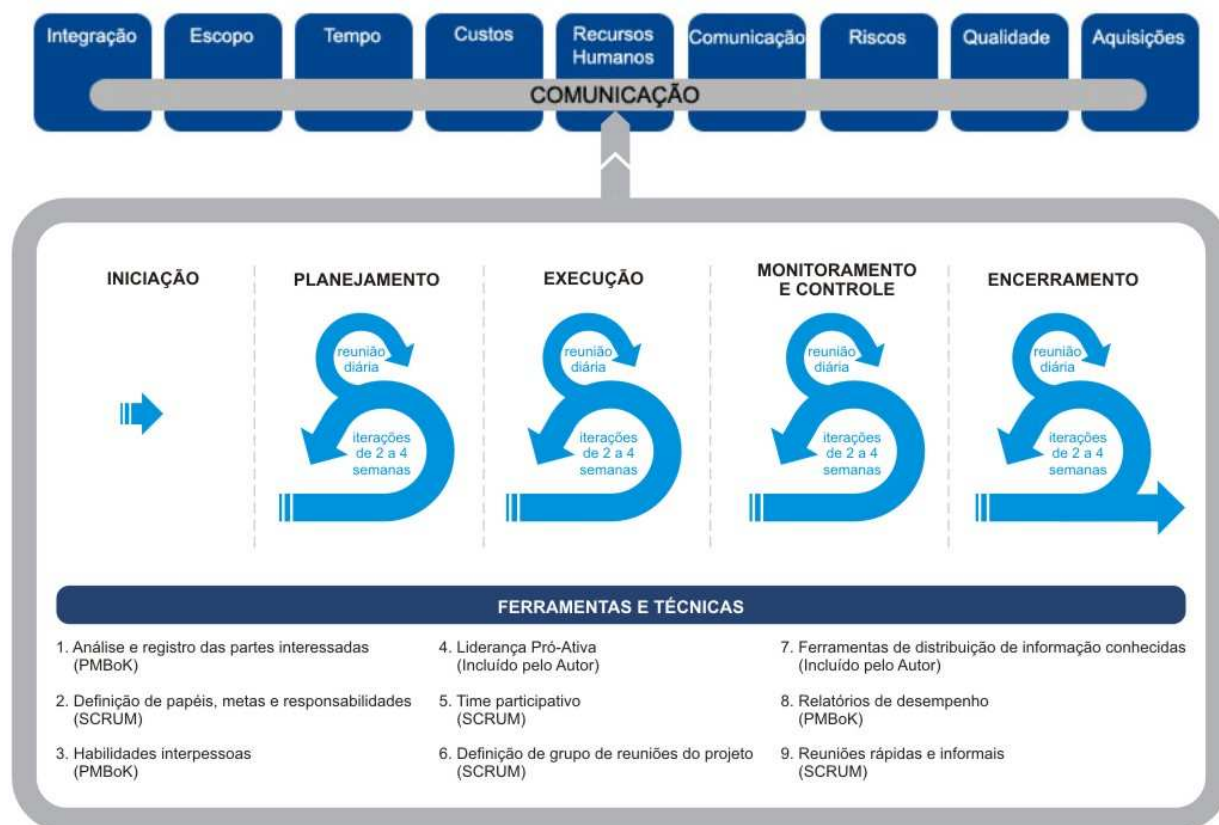 Integração
Escopo
Tempo
Custos
Recursos
Humanos
Comunicação
Riscos
Qualidade
Aquisições
COMUNICAÇÃO
INICIAÇÃO
PLANEJAMENTO
EXECUÇÃO
MONITORAMENTO
E CONTROLE
ENCERRAMENTO
reunião
diária
iterações
de 2 a 4
semanas
reunião
diária
iterações
de 2 a 4
semanas
reunião
diária
iterações
de 2 a 4
semanas
reunião
diária
iterações
de 2 a 4
semanas
FERRAMENTAS E TÉCNICAS
1. Análise e registro das partes interessadas
(PMBoK)
2. Definição de papéis, metas e responsabilidades
(SCRUM)
3. Habilidades interpessoas
(PMBoK)
4. Liderança Pró-Ativa
(Incluído pelo Autor)
5. Time participativo
(SCRUM)
6. Definição de grupo de reuniões do projeto
(SCRUM)
7. Ferramentas de distribuição de informação conhecidas
(Incluído pelo Autor)
8. Relatórios de desempenho
(PMBoK)
9. Reuniões rápidas e informais
(SCRUM)